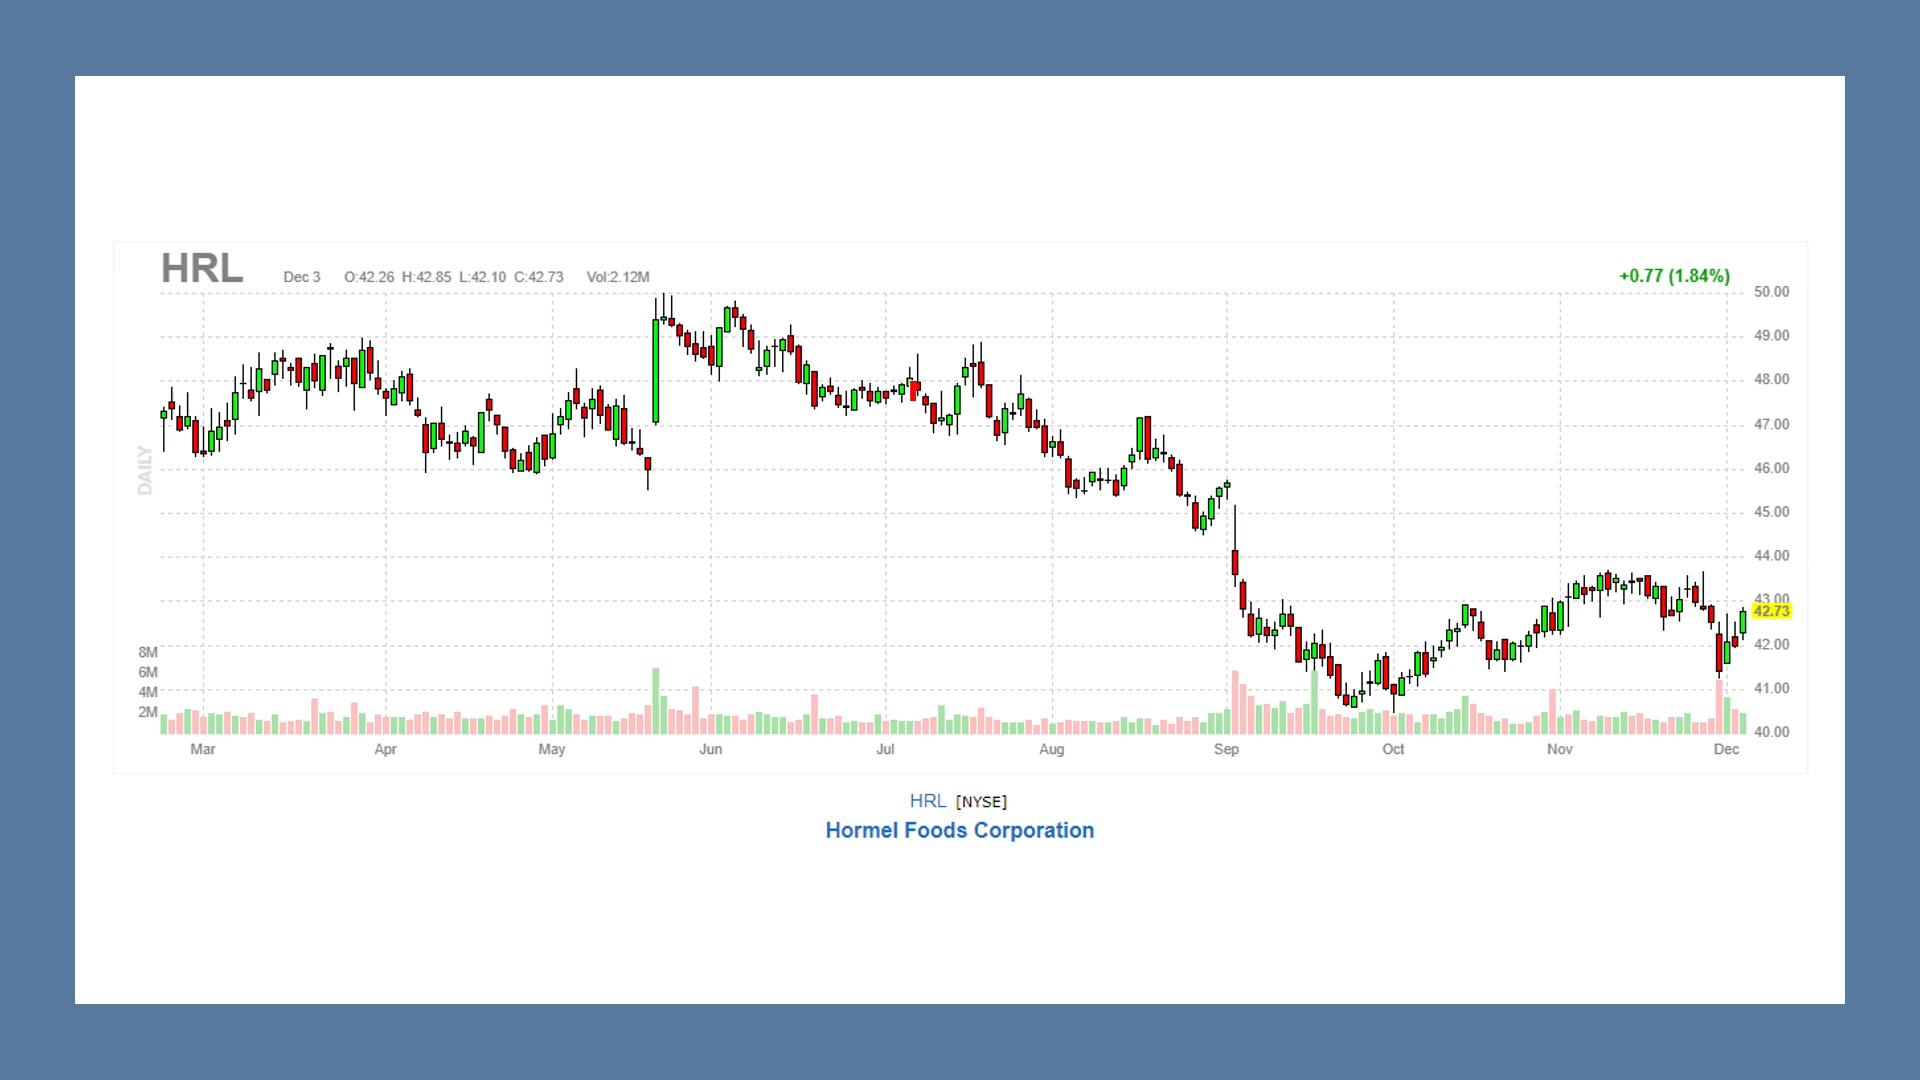 HRL Dec 3 O:42.26 H:42.85 L:42.10 C:42.73 Vol:2.12M +0.77 (1.84%)
50.00
49.00
48.00
47.00
46.00
45.00
44.00
43.00
42.73
42.00
41.00
40.00
DAILY
8M
6M
4M
2M
Mar Apr May Jun Jul Aug Sep Oct Nov Dec
HRL [NYSE]
Hormel Foods Corporation